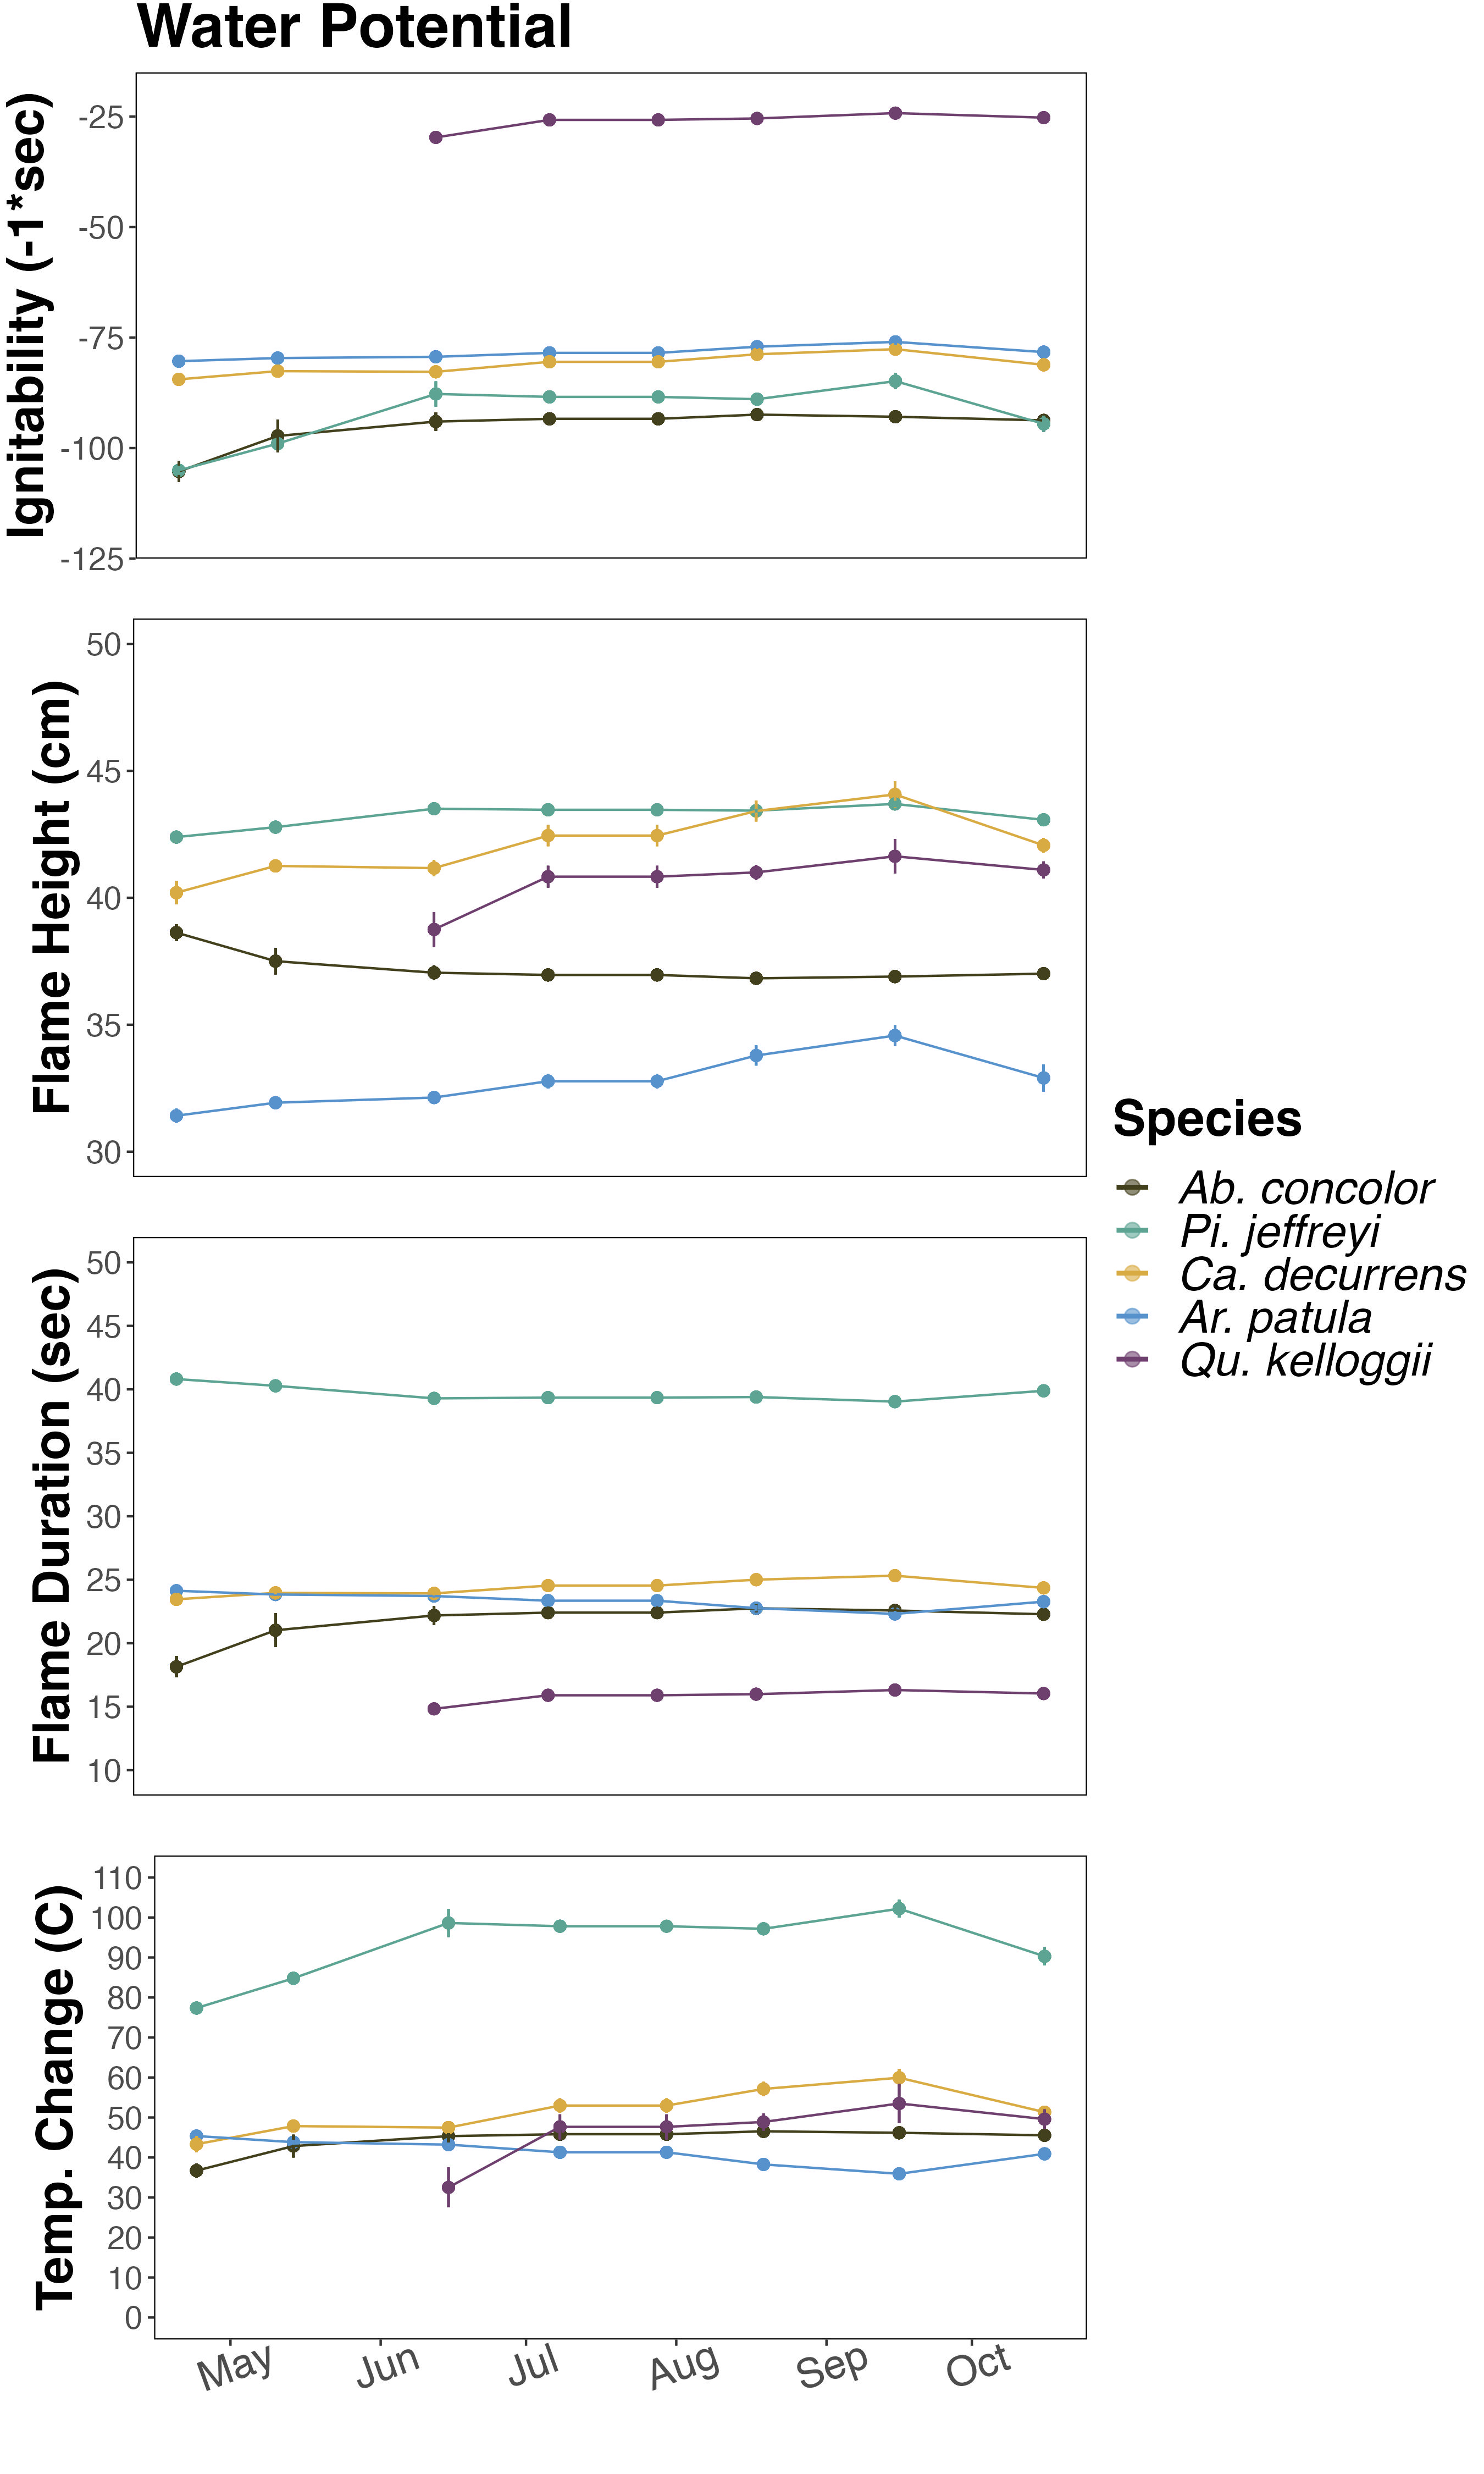 Water Potential
Ignitability (-1*sec)
-25
-50
-75
-100
-125
Flame Height (cm)
50
45
40
35
30
Flame Duration (sec)
50
45
40
35
30
25
20
15
10
Temp. Change (C)
110
100
90
80
70
60
50
40
30
20
10
0
May Jun Jul Aug Sep Oct
Species
Ab. concolor
Pi. jeffreyi
Ca. decurrens
Ar. patula
Qu. kelloggii